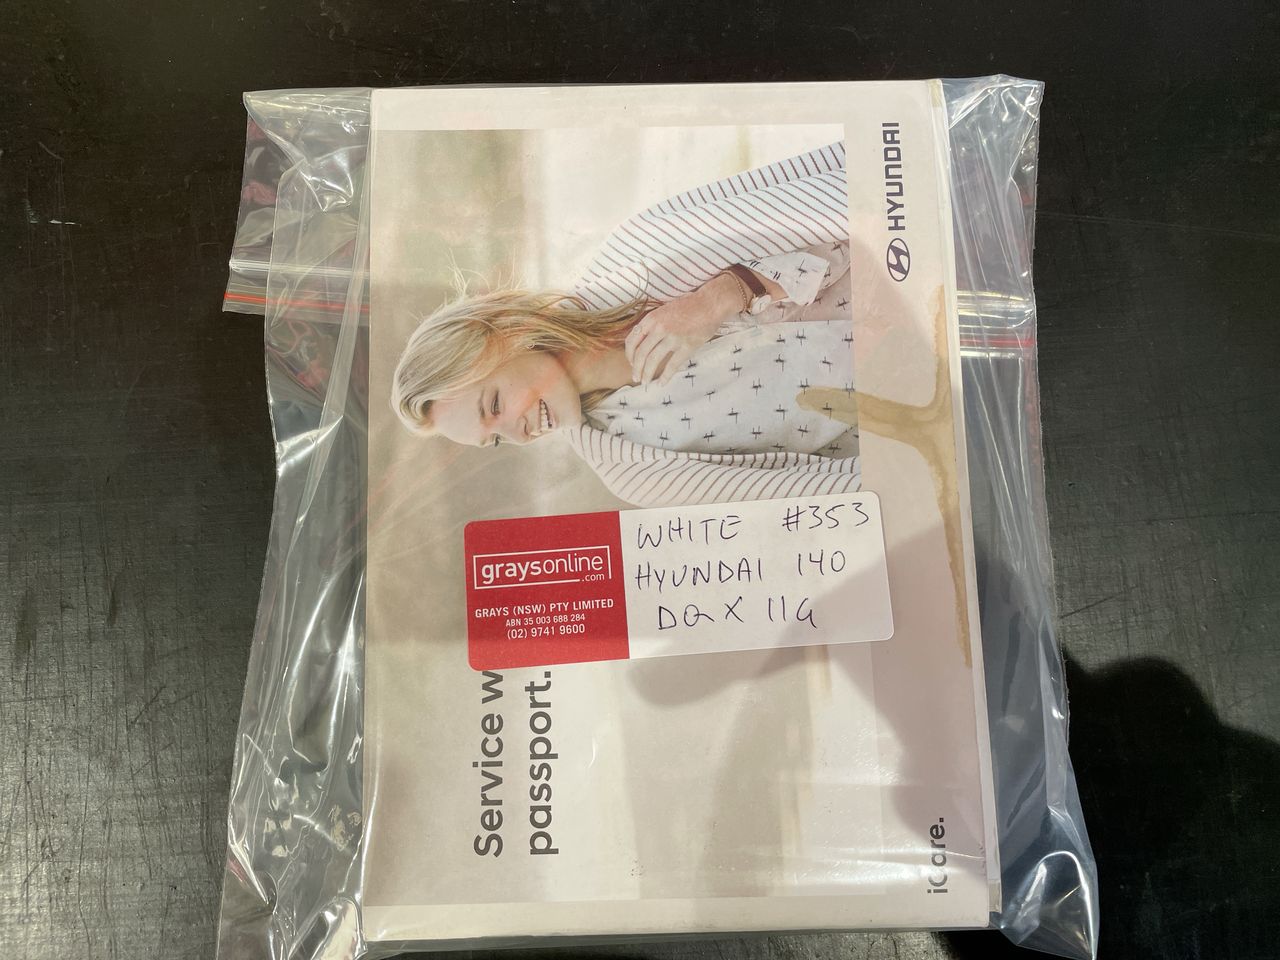 HYUNDAI
graysonline
.com
GRAYS (NSW) PTY LIMITED
ABN 35 003 688 284
(02) 9741 9600
WHITE #353
HYUNDAI 140
DQX 11G
Service w
passport.
iCare.